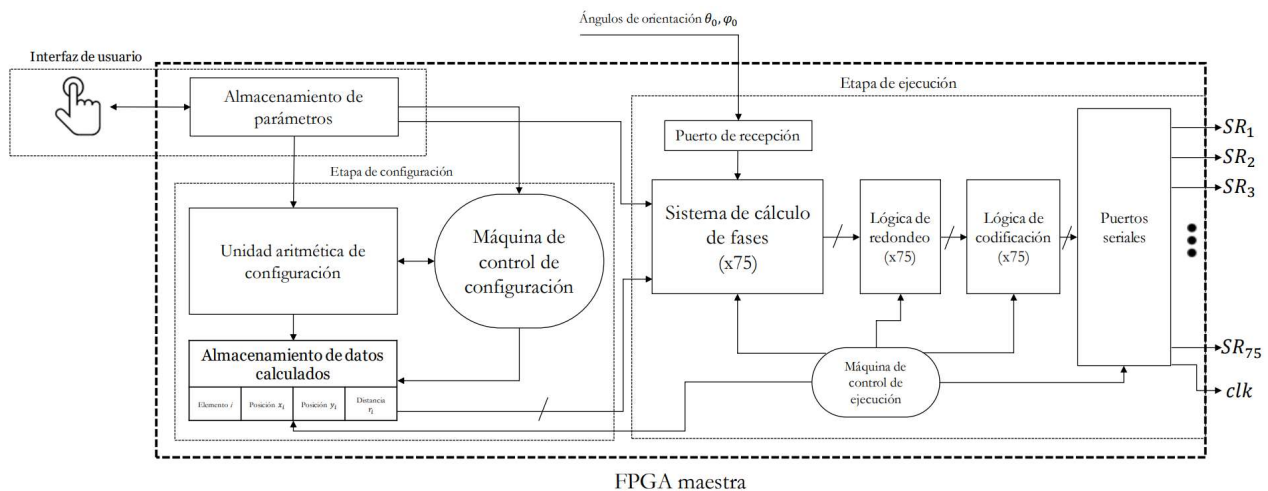 Ángulos de orientación θ₀, φ₀
Interfaz de usuario
Almacenamiento de
parámetros
Etapa de configuración
Unidad aritmética de
configuración
Máquina de
control de
configuración
Almacenamiento de datos
calculados
Elemento i
Posición xᵢ
Posición yᵢ
Distancia
rᵢ
Etapa de ejecución
Puerto de recepción
Sistema de cálculo
de fases
(x75)
Lógica de
redondeo
(x75)
Lógica de
codificación
(x75)
Puertos
seriales
Máquina de
control de
ejecución
SR₁
SR₂
SR₃
SR₇₅
clk
FPGA maestra